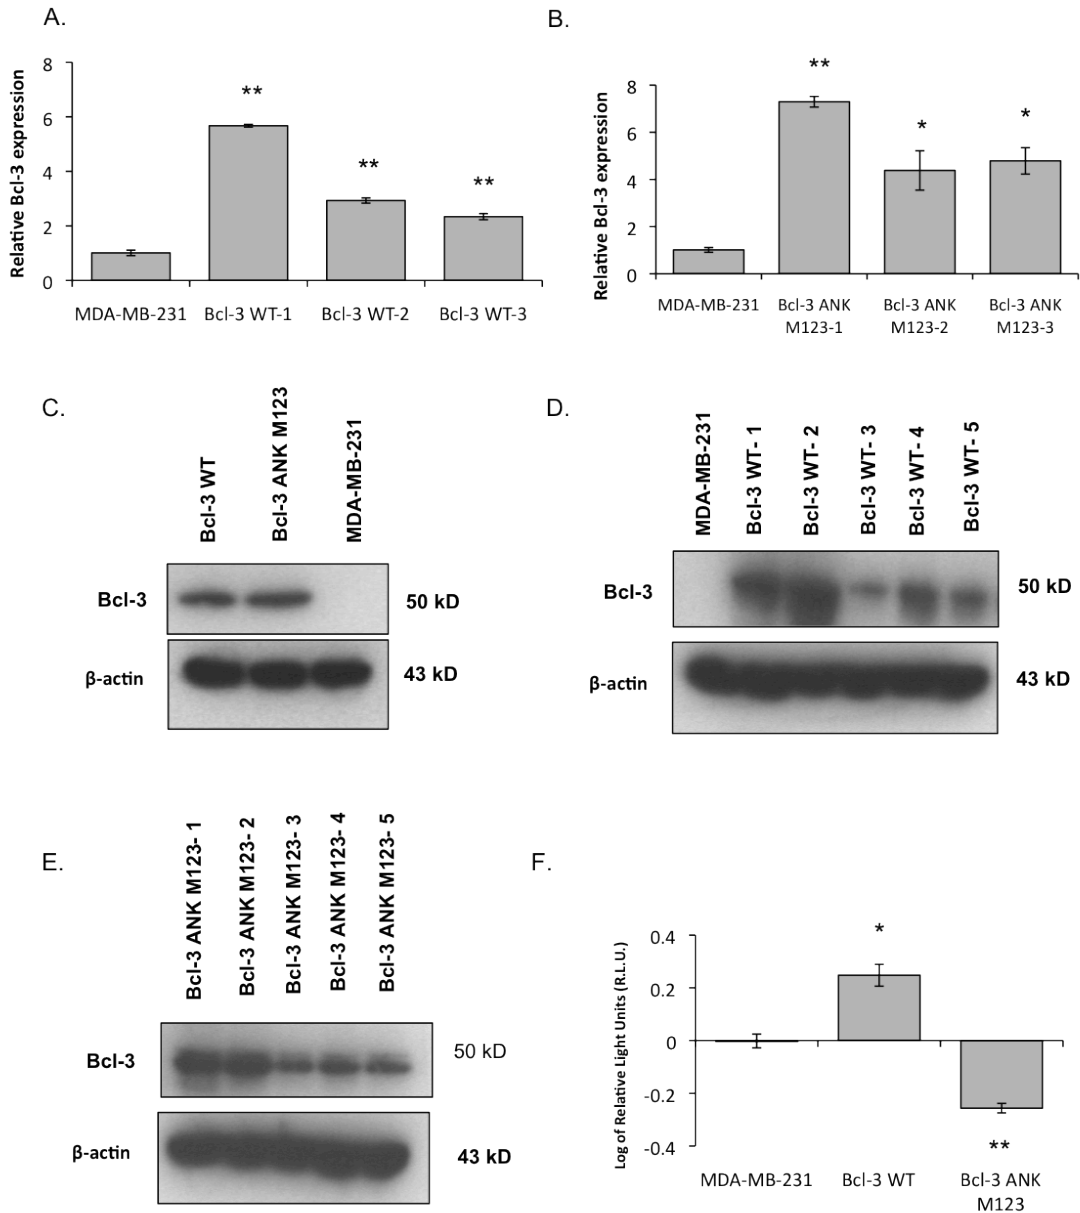 A.
Relative Bcl-3 expression
8
6
4
2
0
**
**
**
MDA-MB-231
Bcl-3 WT-1
Bcl-3 WT-2
Bcl-3 WT-3
B.
Relative Bcl-3 expression
8
6
4
2
0
**
*
*
MDA-MB-231
Bcl-3 ANK
M123-1
Bcl-3 ANK
M123-2
Bcl-3 ANK
M123-3
C.
Bcl-3 WT
Bcl-3 ANK M123
MDA-MB-231
Bcl-3
50 kD
β-actin
43 kD
D.
MDA-MB-231
Bcl-3 WT- 1
Bcl-3 WT- 2
Bcl-3 WT- 3
Bcl-3 WT- 4
Bcl-3 WT- 5
Bcl-3
50 kD
β-actin
43 kD
E.
Bcl-3 ANK M123- 1
Bcl-3 ANK M123- 2
Bcl-3 ANK M123- 3
Bcl-3 ANK M123- 4
Bcl-3 ANK M123- 5
Bcl-3
50 kD
β-actin
43 kD
F.
Log of Relative Light Units (R.L.U.)
0.4
0.2
0
-0.2
-0.4
*
**
MDA-MB-231
Bcl-3 WT
Bcl-3 ANK
M123